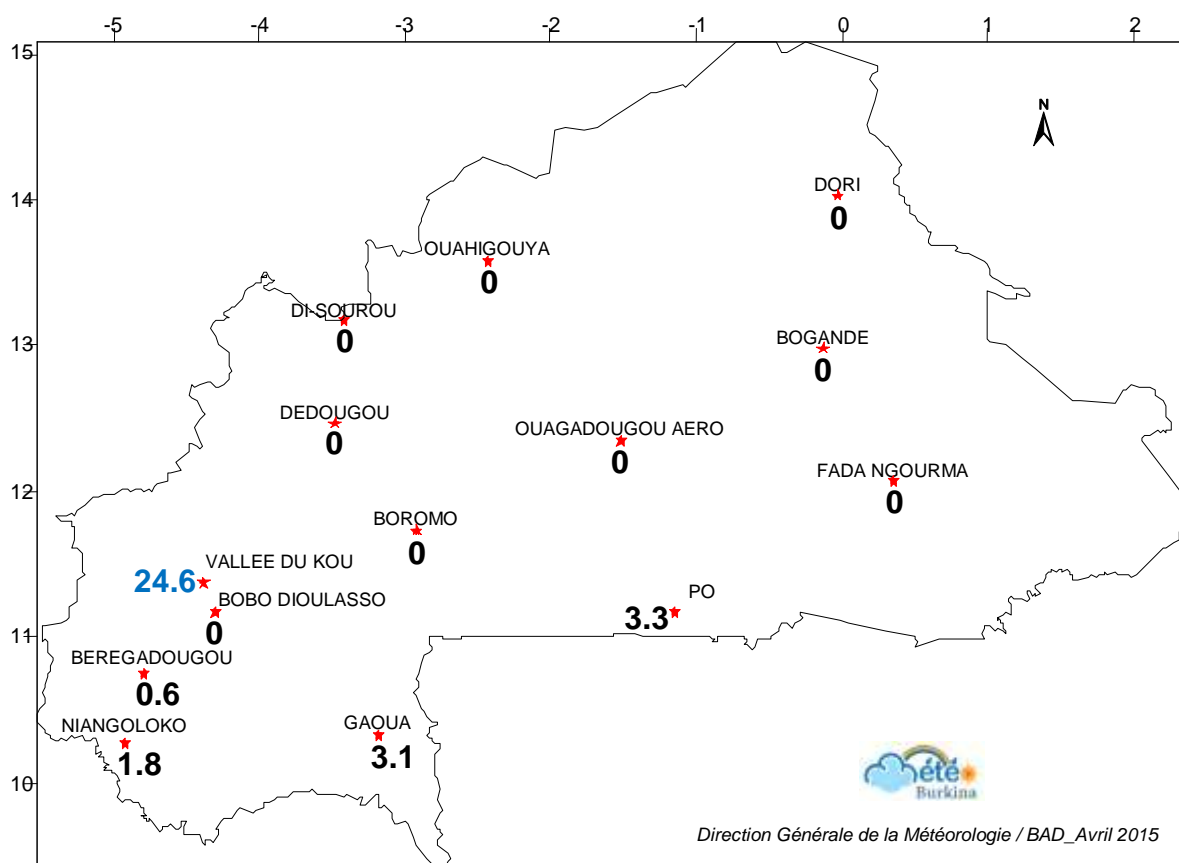 -5 -4 -3 -2 -1 0 1 2
15
N
14
DORI
0
OUAHIGOUYA
0
DI SOUROU
0
13
BOGANDE
0
DEDOUGOU
0
OUAGADOUGOU AERO
0
FADA NGOURMA
0
12
BOROMO
0
VALLEE DU KOU
24.6
BOBO DIOULASSO
0
PO
3.3
11
BEREGADOUGOU
0.6
NIANGOLOKO
1.8
GAOUA
3.1
10
été
Burkina
Direction Générale de la Météorologie / BAD_Avril 2015